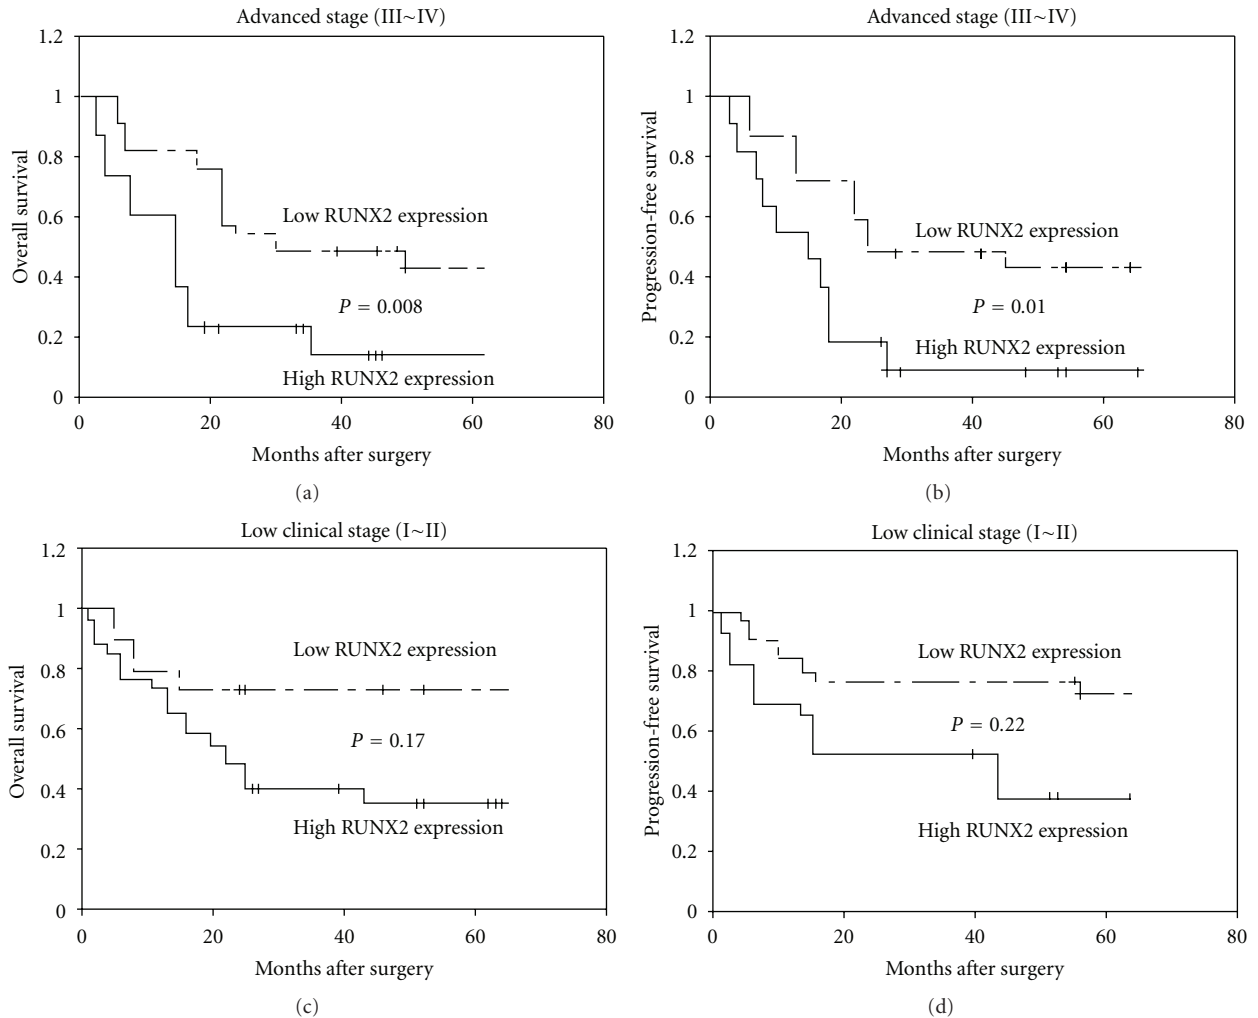 Advanced stage (III~IV)
1.2
1
0.8
0.6
0.4
0.2
0
0 20 40 60 80
Overall survival
Months after surgery
Low RUNX2 expression
P = 0.008
High RUNX2 expression
(a)
Advanced stage (III~IV)
1.2
1
0.8
0.6
0.4
0.2
0
0 20 40 60 80
Progression-free survival
Months after surgery
Low RUNX2 expression
P = 0.01
High RUNX2 expression
(b)
Low clinical stage (I~II)
1.2
1
0.8
0.6
0.4
0.2
0
0 20 40 60 80
Overall survival
Months after surgery
Low RUNX2 expression
P = 0.17
High RUNX2 expression
(c)
Low clinical stage (I~II)
1.2
1
0.8
0.6
0.4
0.2
0
0 20 40 60 80
Progression-free survival
Months after surgery
Low RUNX2 expression
P = 0.22
High RUNX2 expression
(d)